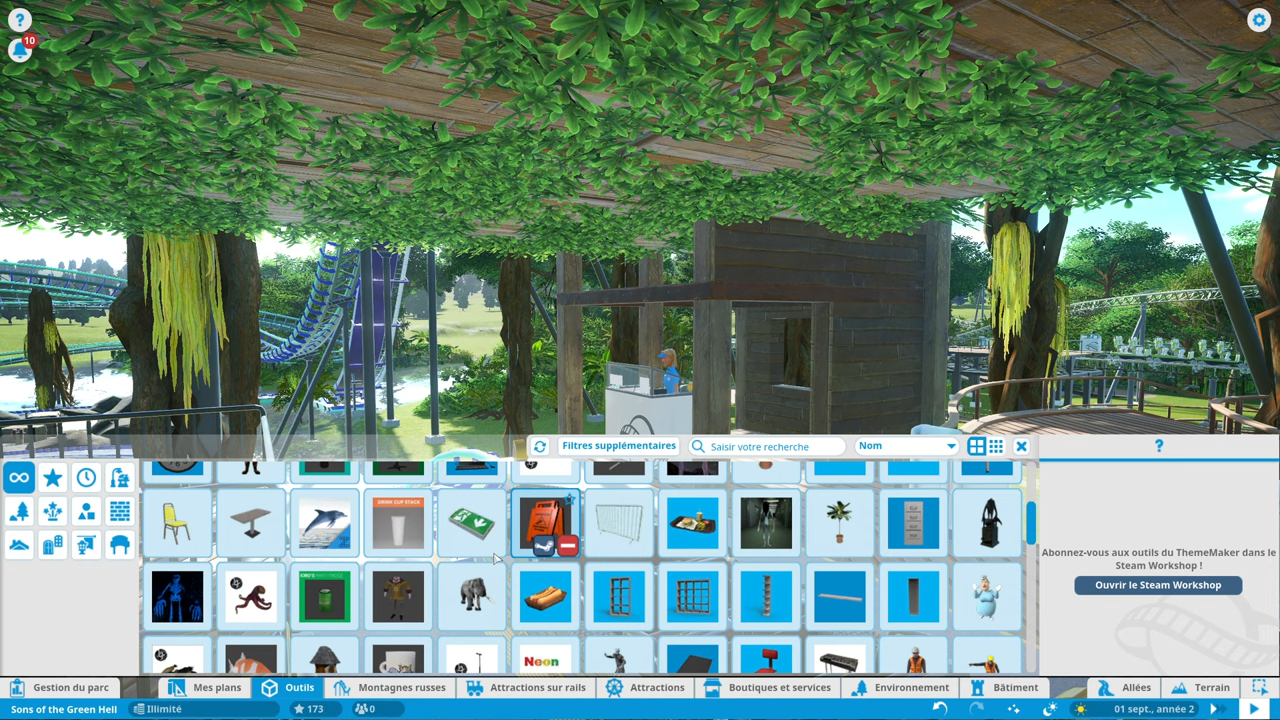 ?
10
Filtres supplémentaires
Saisir votre recherche
Nom
?
DRINK CUP STACK
Neon
Abonnez-vous aux outils du ThemeMaker dans le
Steam Workshop !
Ouvrir le Steam Workshop
Gestion du parc
Mes plans
Outils
Montagnes russes
Attractions sur rails
Attractions
Boutiques et services
Environnement
Bâtiment
Allées
Terrain
Sons of the Green Hell
Illimité
173
0
01 sept., année 2